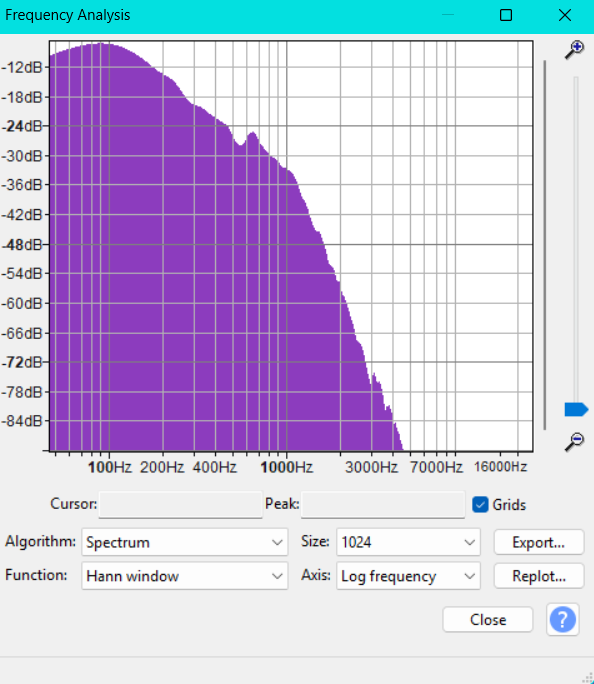 Frequency Analysis
-12dB
-18dB
-24dB
-30dB
-36dB
-42dB
-48dB
-54dB
-60dB
-66dB
-72dB
-78dB
-84dB
100Hz 200Hz 400Hz 1000Hz 3000Hz 7000Hz 16000Hz
Cursor: Peak: Grids
Algorithm: Spectrum Size: 1024 Export...
Function: Hann window Axis: Log frequency Replot...
Close ?